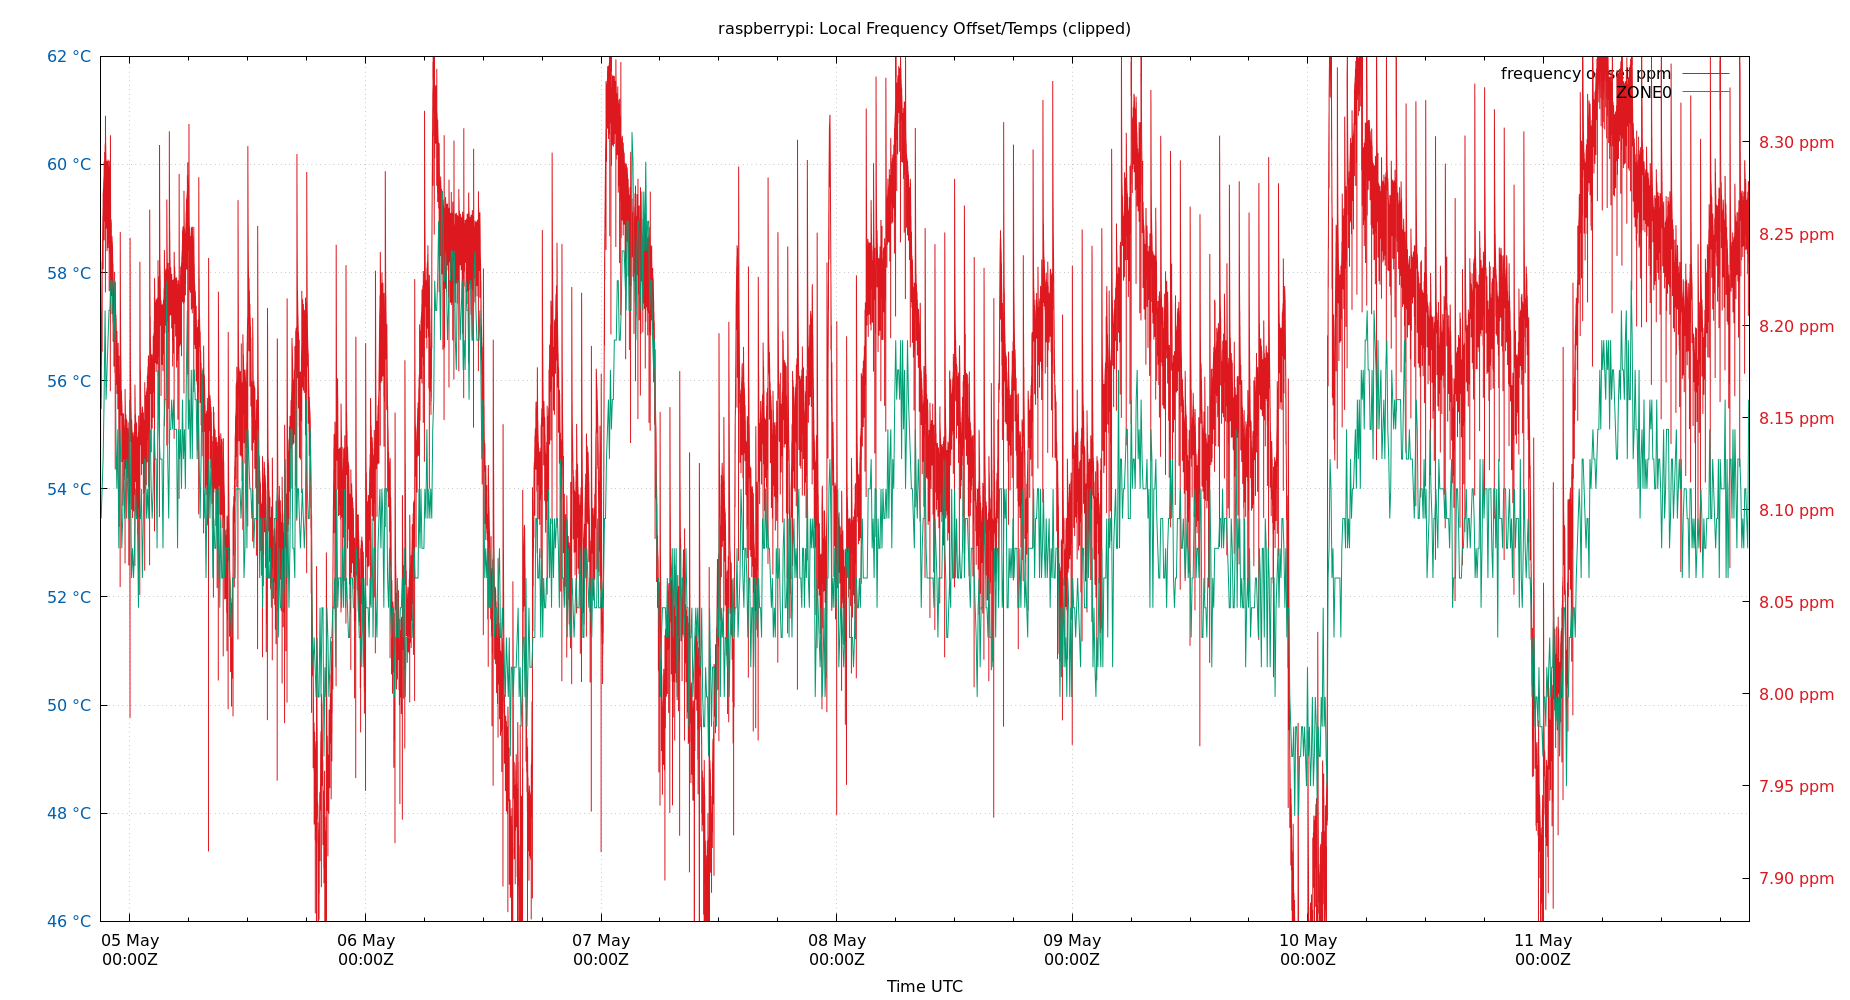 raspberrypi: Local Frequency Offset/Temps (clipped)
62 °C
60 °C
58 °C
56 °C
54 °C
52 °C
50 °C
48 °C
46 °C
frequency offset ppm
ZONE0
8.30 ppm
8.25 ppm
8.20 ppm
8.15 ppm
8.10 ppm
8.05 ppm
8.00 ppm
7.95 ppm
7.90 ppm
05 May
00:00Z
06 May
00:00Z
07 May
00:00Z
08 May
00:00Z
09 May
00:00Z
10 May
00:00Z
11 May
00:00Z
Time UTC